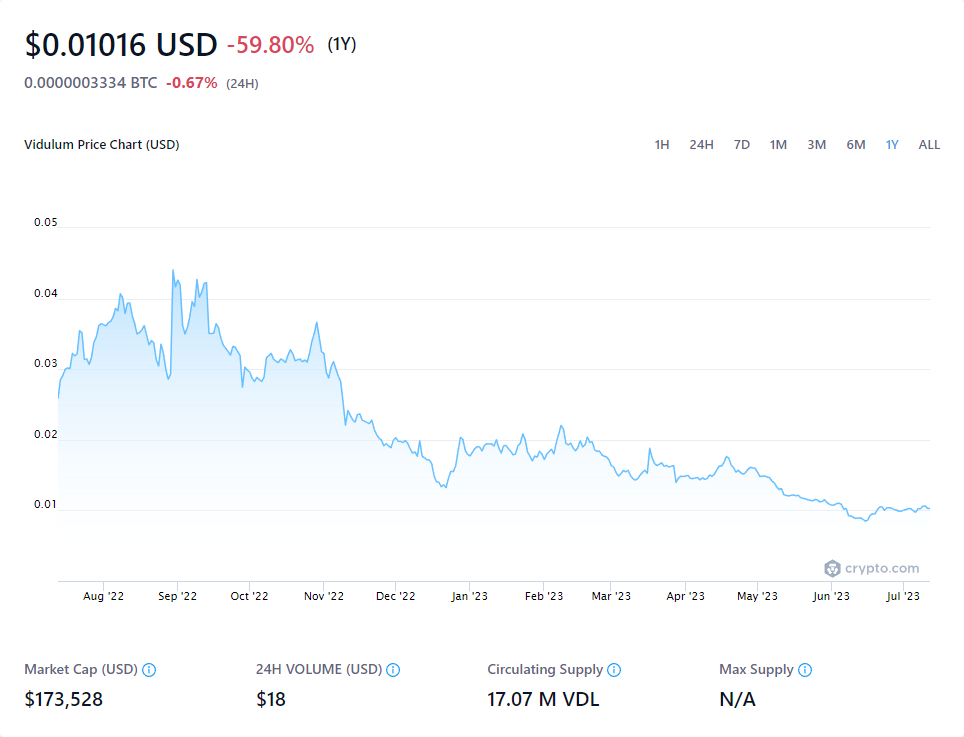 $0.01016 USD -59.80% (1Y)
0.0000003334 BTC -0.67% (24H)
Vidulum Price Chart (USD) 1H 24H 7D 1M 3M 6M 1Y ALL
0.05
0.04
0.03
0.02
0.01
crypto.com
Aug '22 Sep '22 Oct '22 Nov '22 Dec '22 Jan '23 Feb '23 Mar '23 Apr '23 May '23 Jun '23 Jul '23
Market Cap (USD) 24H VOLUME (USD) Circulating Supply Max Supply
$173,528 $18 17.07 M VDL N/A